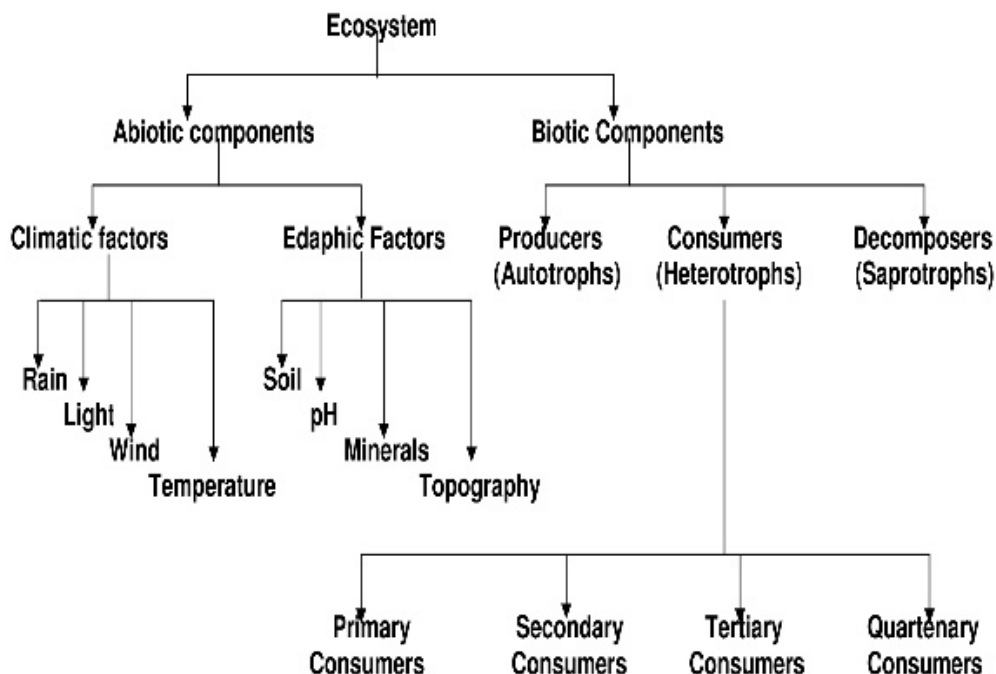 Ecosystem
Abiotic components
Biotic Components
Climatic factors
Edaphic Factors
Producers
(Autotrophs)
Consumers
(Heterotrophs)
Decomposers
(Saprotrophs)
Rain
Light
Wind
Temperature
Soil
pH
Minerals
Topography
Primary
Consumers
Secondary
Consumers
Tertiary
Consumers
Quartenary
Consumers